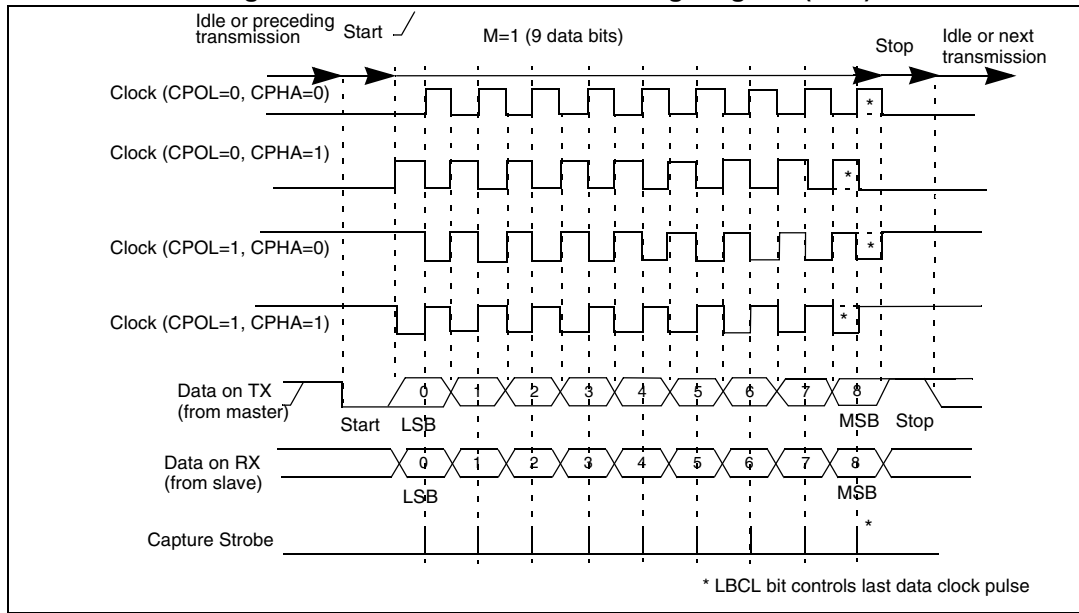 Idle or preceding
transmission
Start
M=1 (9 data bits)
Stop
Idle or next
transmission
Clock (CPOL=0, CPHA=0)
*
Clock (CPOL=0, CPHA=1)
*
Clock (CPOL=1, CPHA=0)
*
Clock (CPOL=1, CPHA=1)
*
Data on TX
(from master)
0 1 2 3 4 5 6 7 8
Start LSB MSB Stop
Data on RX
(from slave)
0 1 2 3 4 5 6 7 8
LSB MSB
Capture Strobe
*
* LBCL bit controls last data clock pulse